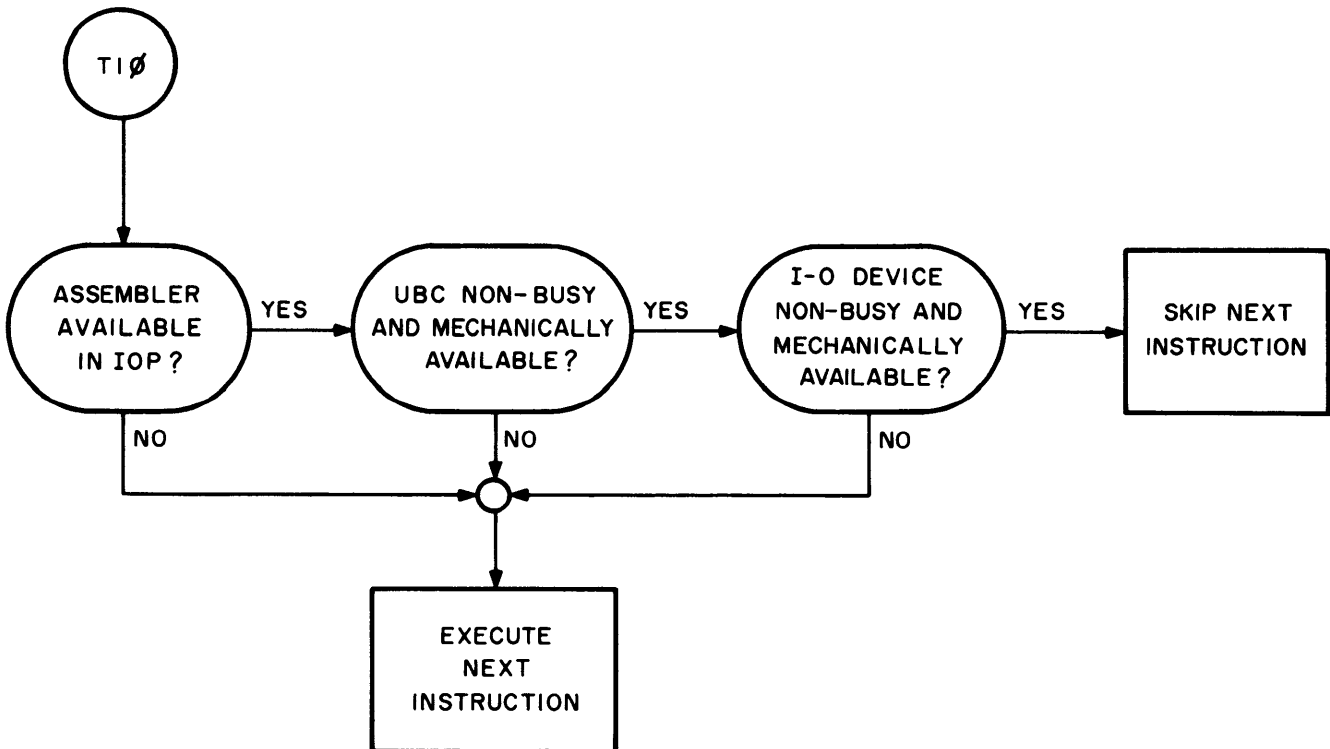 TIØ
ASSEMBLER
AVAILABLE
IN IOP?
YES
UBC NON-BUSY
AND MECHANICALLY
AVAILABLE?
YES
I-O DEVICE
NON-BUSY AND
MECHANICALLY
AVAILABLE?
YES
SKIP NEXT
INSTRUCTION
NO
NO
NO
EXECUTE
NEXT
INSTRUCTION